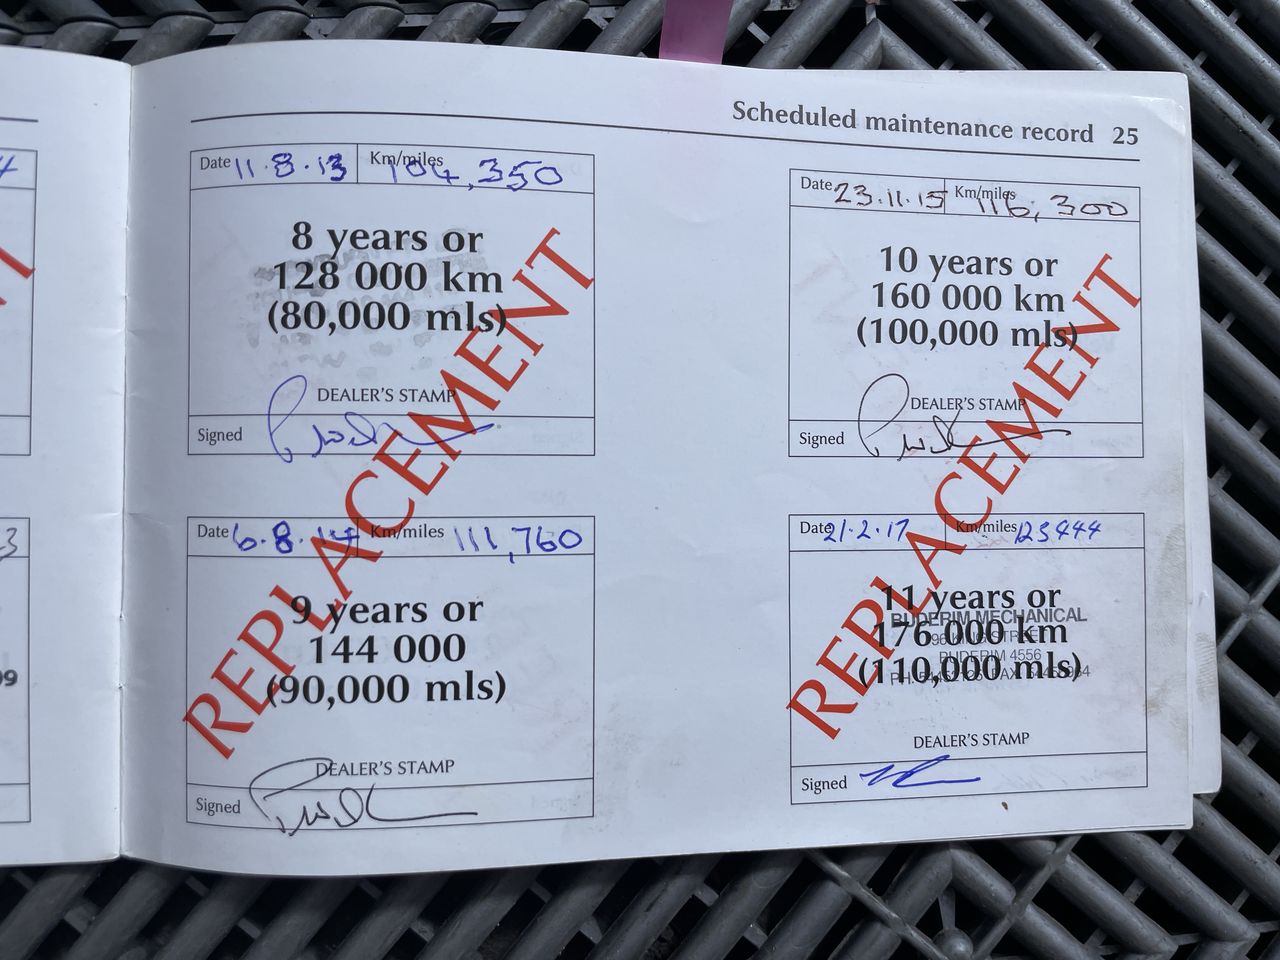 Scheduled maintenance record 25
Date 11.8.13 Km/miles 104,350
8 years or
128 000 km
(80,000 mls)
DEALER'S STAMP
Signed
REPLACEMENT
Date 6.8.14 Km/miles 111,760
9 years or
144 000
(90,000 mls)
DEALER'S STAMP
Signed
Date 23.11.15 Km/miles 116,300
10 years or
160 000 km
(100,000 mls)
DEALER'S STAMP
Signed
REPLACEMENT
Date 21.2.17 Km/miles 123444
11 years or
BUDERIM MECHANICAL
176 000 km
BUDERIM 4556
(110,000 mls)
DEALER'S STAMP
Signed